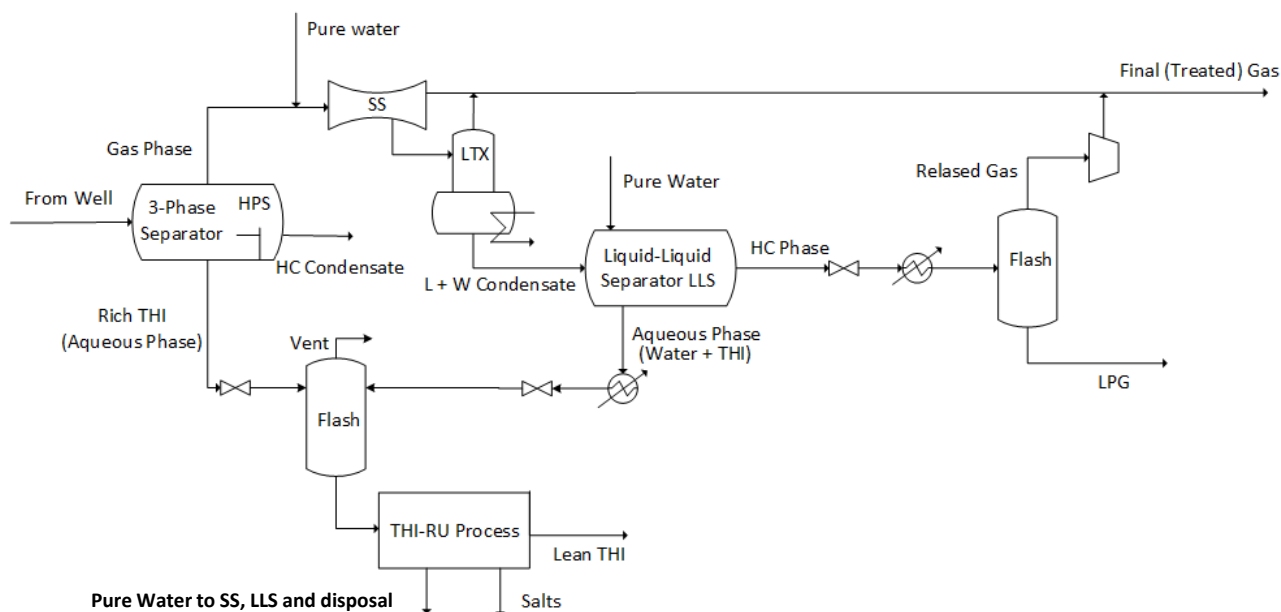 Pure water
Final (Treated) Gas
SS
Gas Phase
LTX
Pure Water
Relased Gas
From Well
3-Phase
Separator
HPS
HC Condensate
L + W Condensate
Liquid-Liquid
Separator LLS
HC Phase
Flash
Rich THI
(Aqueous Phase)
Vent
Aqueous Phase
(Water + THI)
LPG
Flash
THI-RU Process
Lean THI
Pure Water to SS, LLS and disposal
Salts